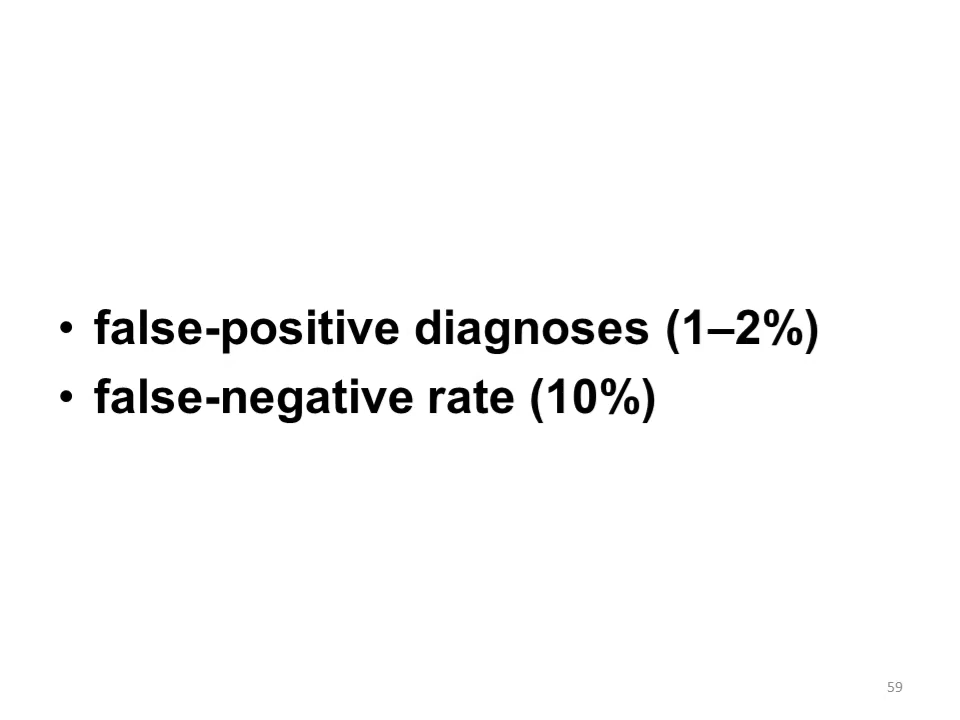 • false-positive diagnoses (1–2%)
• false-negative rate (10%)
59